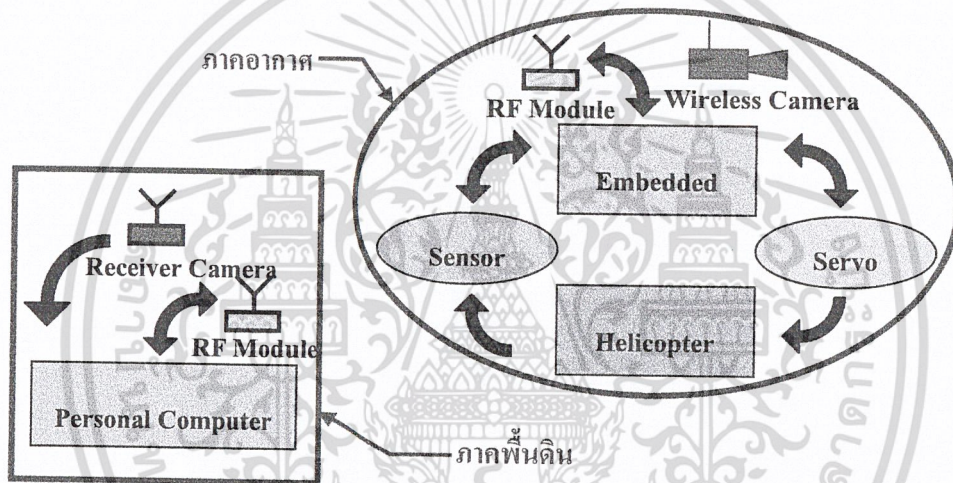 ภาคอากาศ
RF Module
Wireless Camera
Embedded
Sensor
Servo
Helicopter
Receiver Camera
RF Module
Personal Computer
ภาคพื้นดิน